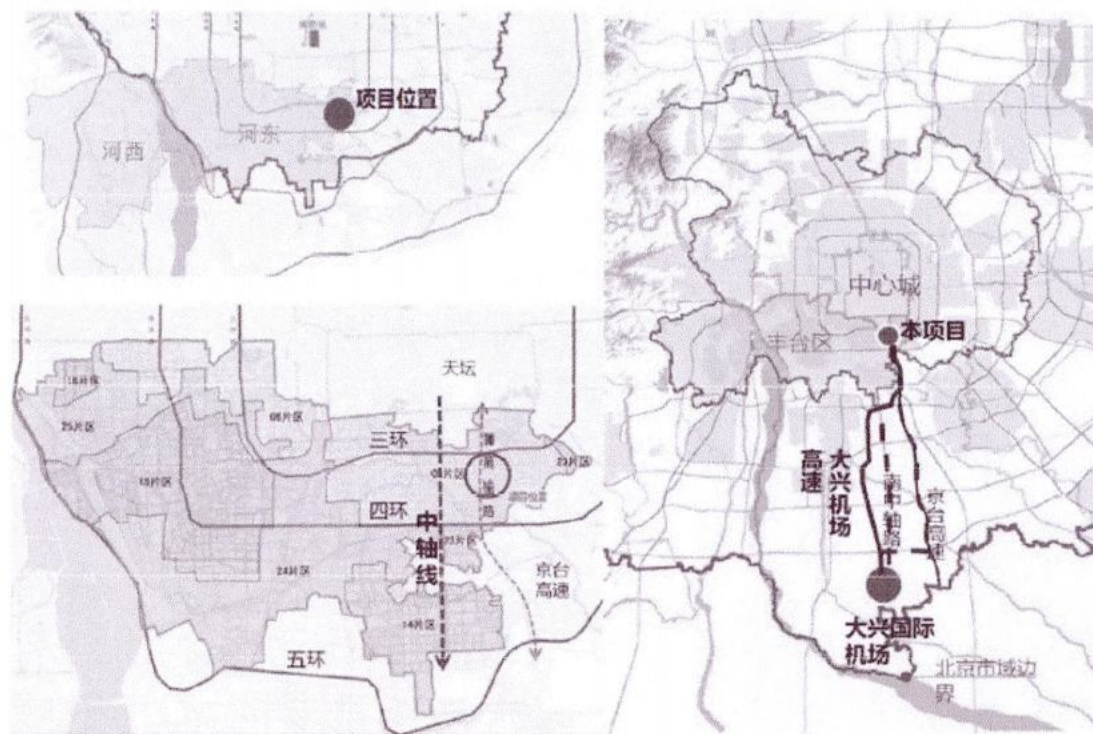 项目位置
河东
河西
天坛
25片区
06片区
三环
23片区
15片区
四环
中轴线
24片区
京台
高速
14片区
五环
中心城
本项目
丰台区
大兴机场
高速
南中轴路
京台高速
大兴国际
机场
北京市域边
界